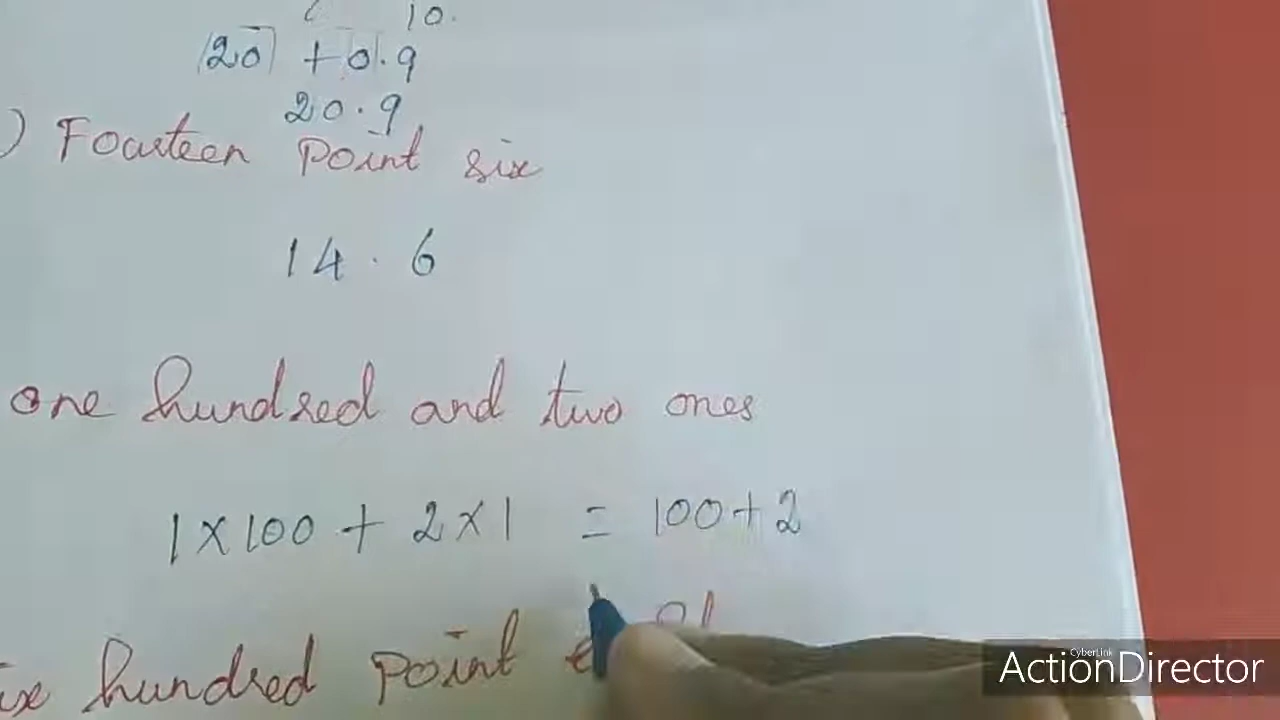 10.
20 + 0.9
20.9
) Fourteen Point six
14.6
one hundred and two ones
1×100 + 2×1 = 100+2
hundred Point
CyberLink
ActionDirector